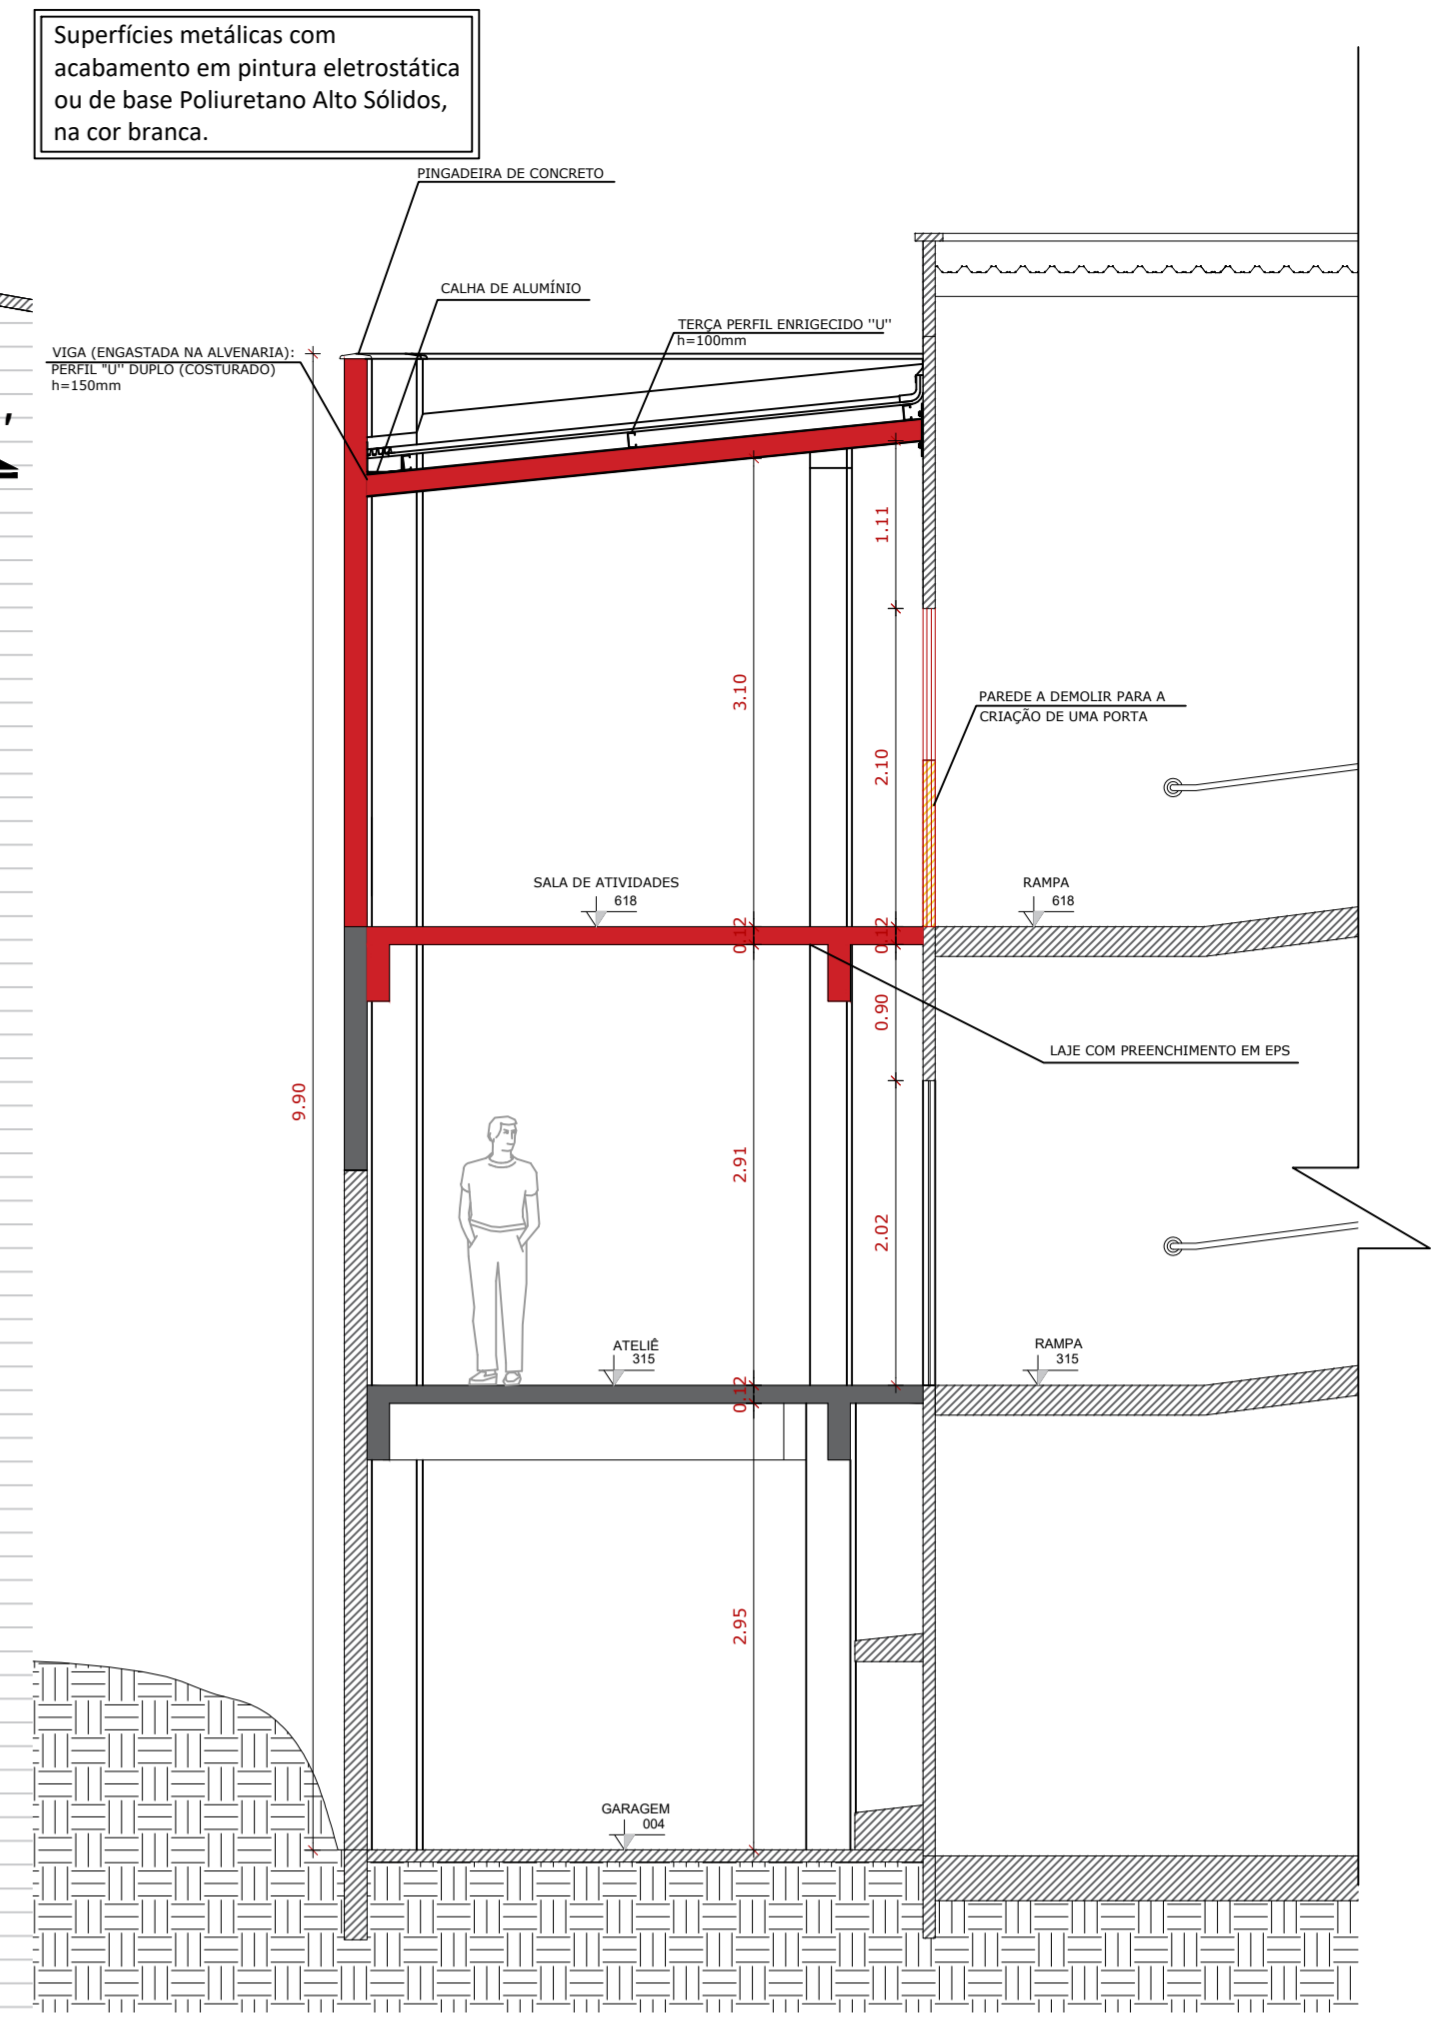 Superfícies metálicas com
acabamento em pintura eletrostática
ou de base Poliuretano Alto Sólidos,
na cor branca.
PINGADEIRA DE CONCRETO
CALHA DE ALUMÍNIO
TERÇA PERFIL ENRIGECIDO "U"
h=100mm
VIGA (ENGASTADA NA ALVENARIA):
PERFIL "U" DUPLO (COSTURADO)
h=150mm
1.11
3.10
PAREDE A DEMOLIR PARA A
CRIAÇÃO DE UMA PORTA
2.10
SALA DE ATIVIDADES
618
RAMPA
618
0.12
0.12
0.90
LAJE COM PREENCHIMENTO EM EPS
9.90
2.91
2.02
ATELIÊ
315
RAMPA
315
0.12
2.95
GARAGEM
004